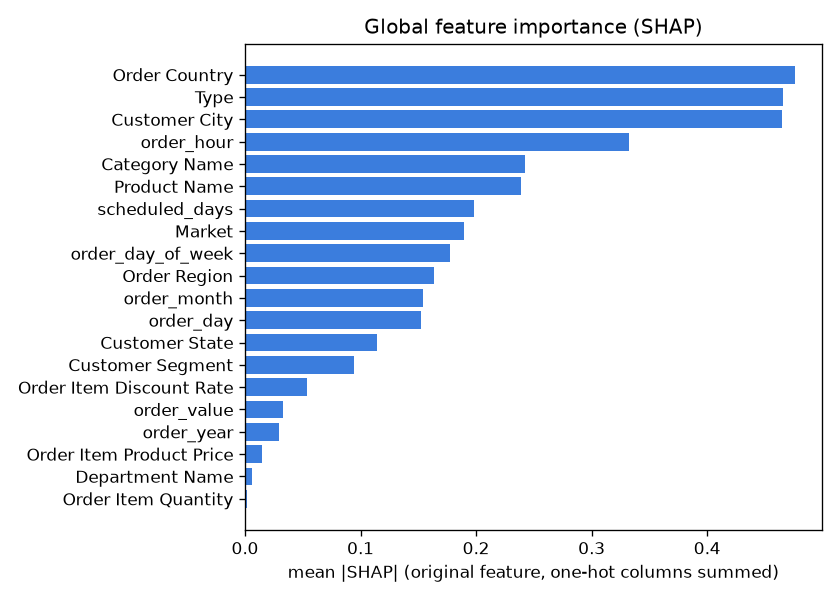 Global feature importance (SHAP)
Order Country
Type
Customer City
order_hour
Category Name
Product Name
scheduled_days
Market
order_day_of_week
Order Region
order_month
order_day
Customer State
Customer Segment
Order Item Discount Rate
order_value
order_year
Order Item Product Price
Department Name
Order Item Quantity
0.0 0.1 0.2 0.3 0.4
mean |SHAP| (original feature, one-hot columns summed)